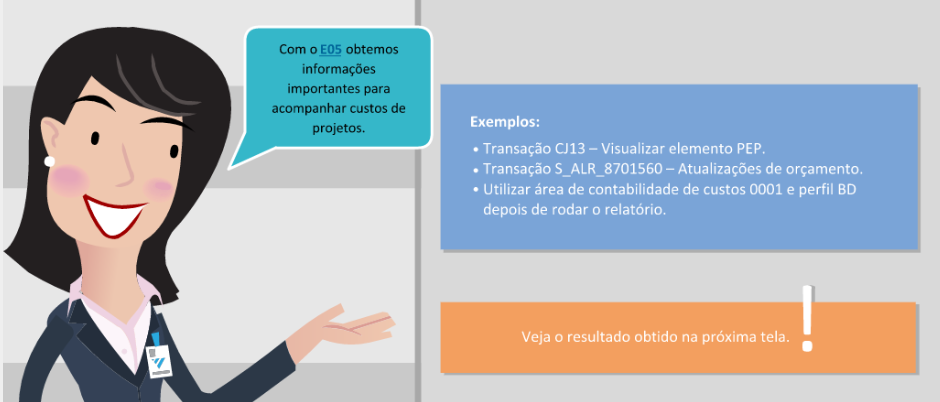 Com o E05 obtemos
informações
importantes para
acompanhar custos de
projetos.
Exemplos:
• Transação CJ13 – Visualizar elemento PEP.
• Transação S_ALR_8701560 – Atualizações de orçamento.
• Utilizar área de contabilidade de custos 0001 e perfil BD
depois de rodar o relatório.
Veja o resultado obtido na próxima tela.
!